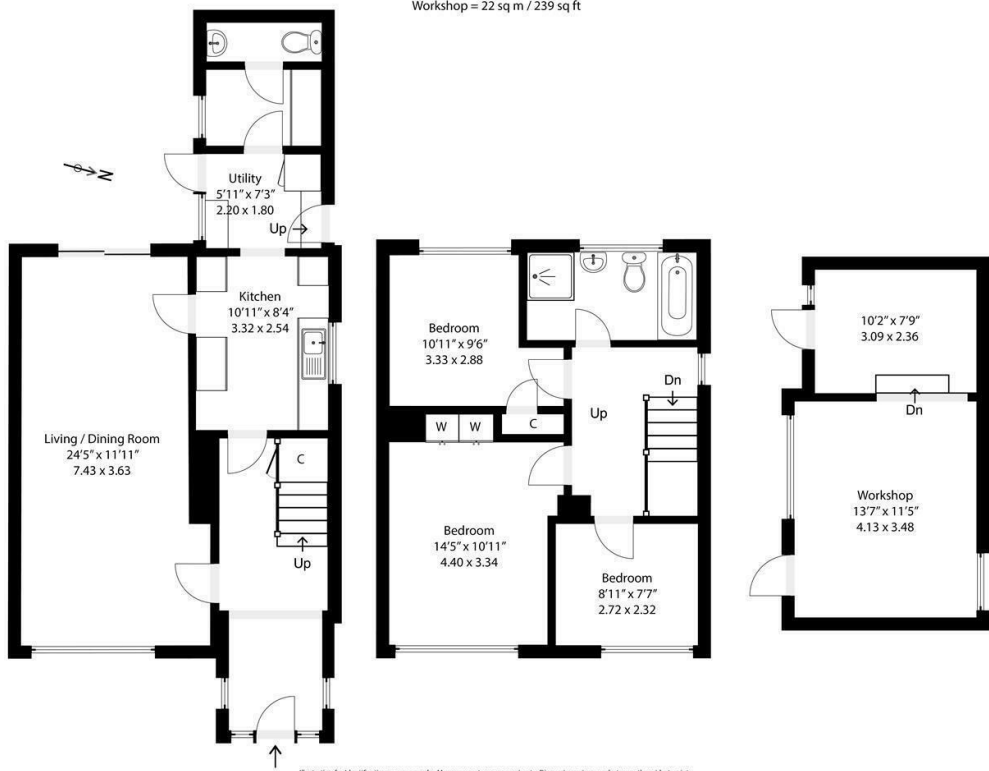 Workshop = 22 sq m / 239 sq ft
N
Utility
5'11" x 7'3"
2.20 x 1.80
Up
Kitchen
10'11" x 8'4"
3.32 x 2.54
Living / Dining Room
24'5" x 11'11"
7.43 x 3.63
C
Up
Bedroom
10'11" x 9'6"
3.33 x 2.88
Dn
Up
W W C
Bedroom
14'5" x 10'11"
4.40 x 3.34
Bedroom
8'11" x 7'7"
2.72 x 2.32
10'2" x 7'9"
3.09 x 2.36
Dn
Workshop
13'7" x 11'5"
4.13 x 3.48